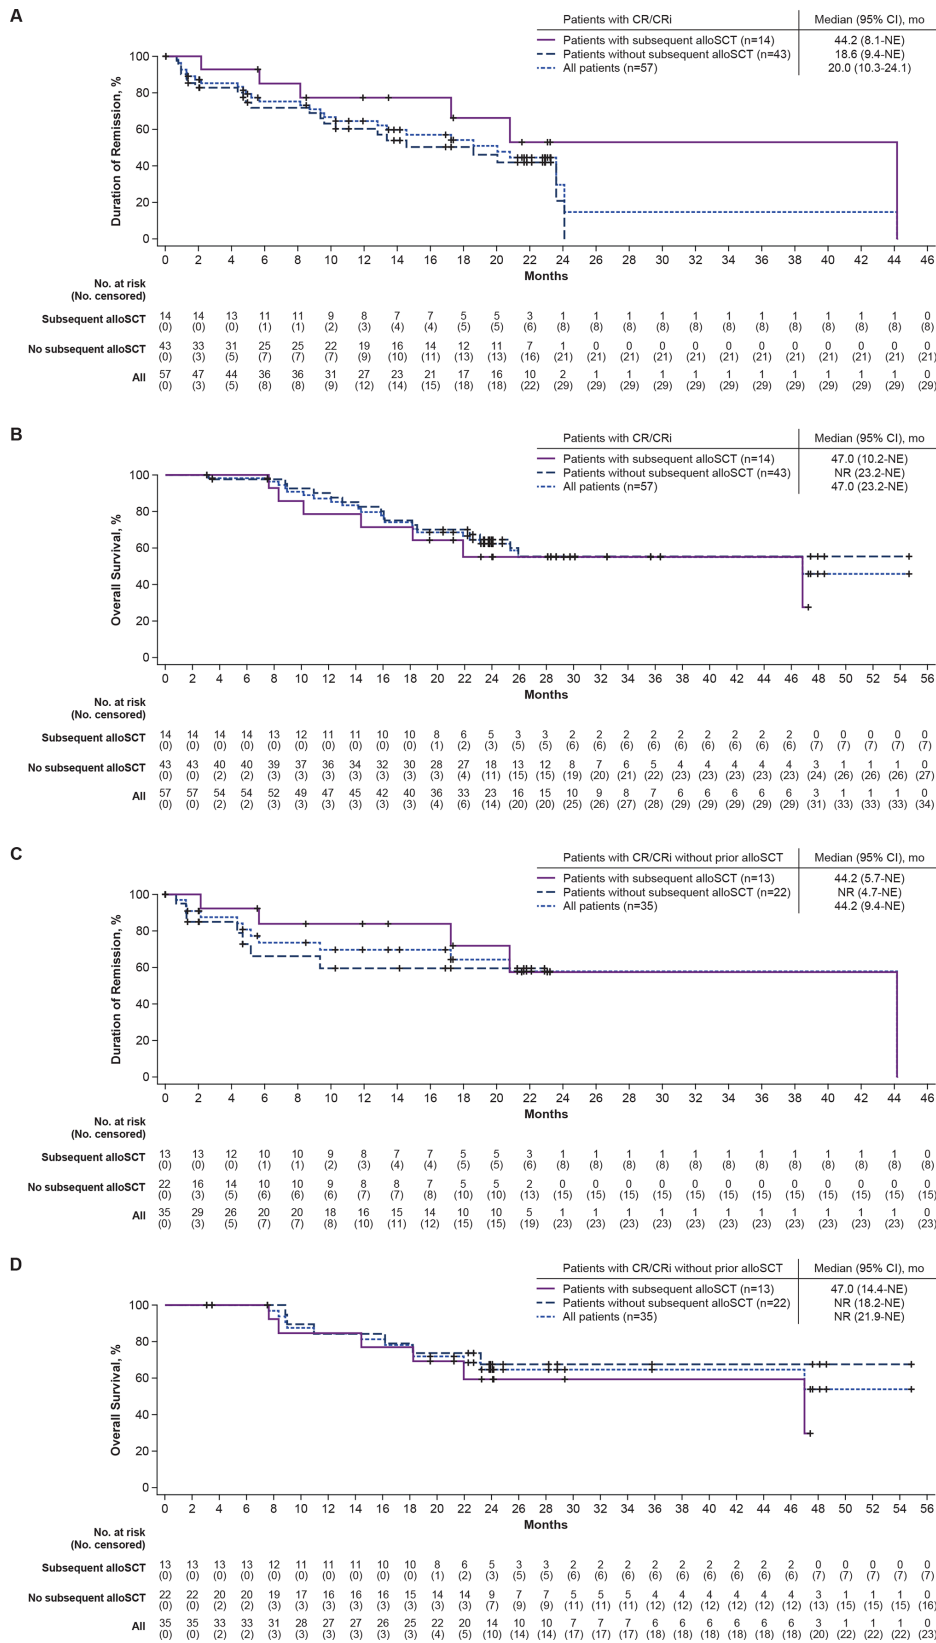 A
Patients with CR/CRi Median (95% CI), mo
Patients with subsequent alloSCT (n=14) 44.2 (8.1-NE)
Patients without subsequent alloSCT (n=43) 18.6 (9.4-NE)
All patients (n=57) 20.0 (10.3-24.1)
Duration of Remission, %
100
80
60
40
20
0
0 2 4 6 8 10 12 14 16 18 20 22 24 26 28 30 32 34 36 38 40 42 44 46
Months
No. at risk
(No. censored)
Subsequent alloSCT 14 14 13 11 11 9 8 7 7 5 5 3 1 1 1 1 1 1 1 1 1 1 1 0
(0) (0) (0) (1) (1) (2) (3) (4) (4) (5) (5) (6) (8) (8) (8) (8) (8) (8) (8) (8) (8) (8) (8) (8)
No subsequent alloSCT 43 33 31 25 25 22 19 16 14 12 11 7 1 0 0 0 0 0 0 0 0 0 0 0
(0) (3) (5) (7) (7) (7) (9) (10) (11) (13) (13) (16) (21) (21) (21) (21) (21) (21) (21) (21) (21) (21) (21) (21)
All 57 47 44 36 36 31 27 23 21 17 16 10 2 1 1 1 1 1 1 1 1 1 1 0
(0) (3) (5) (8) (8) (9) (12) (14) (15) (18) (18) (22) (29) (29) (29) (29) (29) (29) (29) (29) (29) (29) (29) (29)
B
Patients with CR/CRi Median (95% CI), mo
Patients with subsequent alloSCT (n=14) 47.0 (10.2-NE)
Patients without subsequent alloSCT (n=43) NR (23.2-NE)
All patients (n=57) 47.0 (23.2-NE)
Overall Survival, %
100
80
60
40
20
0
0 2 4 6 8 10 12 14 16 18 20 22 24 26 28 30 32 34 36 38 40 42 44 46 48 50 52 54 56
Months
No. at risk
(No. censored)
Subsequent alloSCT 14 14 14 14 13 12 11 11 10 10 8 6 5 3 3 2 2 2 2 2 2 2 2 2 0 0 0 0 0
(0) (0) (0) (0) (0) (0) (0) (0) (0) (0) (1) (2) (3) (5) (5) (6) (6) (6) (6) (6) (6) (6) (6) (6) (7) (7) (7) (7) (7)
No subsequent alloSCT 43 43 40 40 39 37 36 34 32 30 28 27 18 13 12 8 7 6 5 4 4 4 4 4 3 1 1 1 0
(0) (0) (2) (2) (3) (3) (3) (3) (3) (3) (3) (4) (11) (15) (15) (19) (20) (21) (22) (23) (23) (23) (23) (23) (24) (26) (26) (26) (27)
All 57 57 54 54 52 49 47 45 42 40 36 33 23 16 15 10 9 8 7 6 6 6 6 6 3 1 1 1 0
(0) (0) (2) (2) (3) (3) (3) (3) (3) (3) (4) (6) (14) (20) (20) (25) (26) (27) (28) (29) (29) (29) (29) (29) (31) (33) (33) (33) (34)
C
Patients with CR/CRi without prior alloSCT Median (95% CI), mo
Patients with subsequent alloSCT (n=13) 44.2 (5.7-NE)
Patients without subsequent alloSCT (n=22) NR (4.7-NE)
All patients (n=35) 44.2 (9.4-NE)
Duration of Remission, %
100
80
60
40
20
0
0 2 4 6 8 10 12 14 16 18 20 22 24 26 28 30 32 34 36 38 40 42 44 46
Months
No. at risk
(No. censored)
Subsequent alloSCT 13 13 12 10 10 9 8 7 7 5 5 3 1 1 1 1 1 1 1 1 1 1 1 0
(0) (0) (0) (1) (1) (2) (3) (4) (4) (5) (5) (6) (8) (8) (8) (8) (8) (8) (8) (8) (8) (8) (8) (8)
No subsequent alloSCT 22 16 14 10 10 9 8 8 7 5 5 2 0 0 0 0 0 0 0 0 0 0 0 0
(0) (3) (5) (6) (6) (6) (7) (7) (8) (10) (10) (13) (15) (15) (15) (15) (15) (15) (15) (15) (15) (15) (15) (15)
All 35 29 26 20 20 18 16 15 14 10 10 5 1 1 1 1 1 1 1 1 1 1 1 0
(0) (3) (5) (7) (7) (8) (10) (11) (12) (15) (15) (19) (23) (23) (23) (23) (23) (23) (23) (23) (23) (23) (23) (23)
D
Patients with CR/CRi without prior alloSCT Median (95% CI), mo
Patients with subsequent alloSCT (n=13) 47.0 (14.4-NE)
Patients without subsequent alloSCT (n=22) NR (18.2-NE)
All patients (n=35) NR (21.9-NE)
Overall Survival, %
100
80
60
40
20
0
0 2 4 6 8 10 12 14 16 18 20 22 24 26 28 30 32 34 36 38 40 42 44 46 48 50 52 54 56
Months
No. at risk
(No. censored)
Subsequent alloSCT 13 13 13 13 12 11 11 11 10 10 8 6 5 3 3 2 2 2 2 2 2 2 2 2 0 0 0 0 0
(0) (0) (0) (0) (0) (0) (0) (0) (0) (0) (1) (2) (3) (5) (5) (6) (6) (6) (6) (6) (6) (6) (6) (6) (7) (7) (7) (7) (7)
No subsequent alloSCT 22 22 20 20 19 17 16 16 16 15 14 14 9 7 7 5 5 5 4 4 4 4 4 4 3 1 1 1 0
(0) (0) (2) (2) (3) (3) (3) (3) (3) (3) (3) (3) (7) (9) (9) (11) (11) (11) (12) (12) (12) (12) (12) (12) (13) (15) (15) (15) (16)
All 35 35 33 33 31 28 27 27 26 25 22 20 14 10 10 7 7 7 6 6 6 6 6 6 3 1 1 1 0
(0) (0) (2) (2) (3) (3) (3) (3) (3) (3) (4) (5) (10) (14) (14) (17) (17) (17) (18) (18) (18) (18) (18) (18) (20) (22) (22) (22) (23)